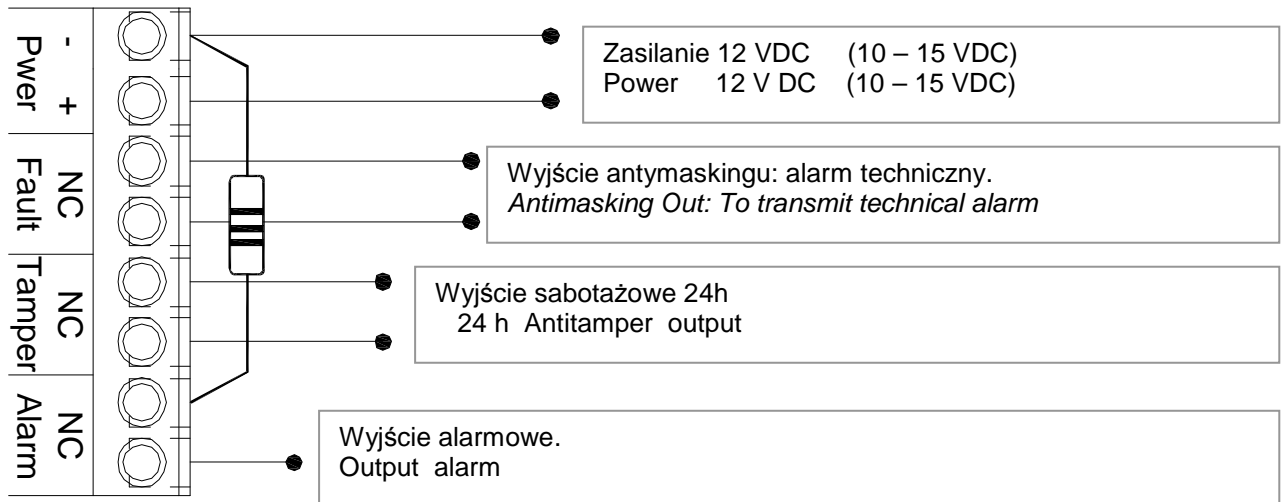 - +
Pwer
NC
Fault
NC
Tamper
NC
Alarm
Zasilanie 12 VDC (10 – 15 VDC)
Power 12 V DC (10 – 15 VDC)
Wyjście antymaskingu: alarm techniczny.
Antimasking Out: To transmit technical alarm
Wyjście sabotażowe 24h
24 h Antitamper output
Wyjście alarmowe.
Output alarm